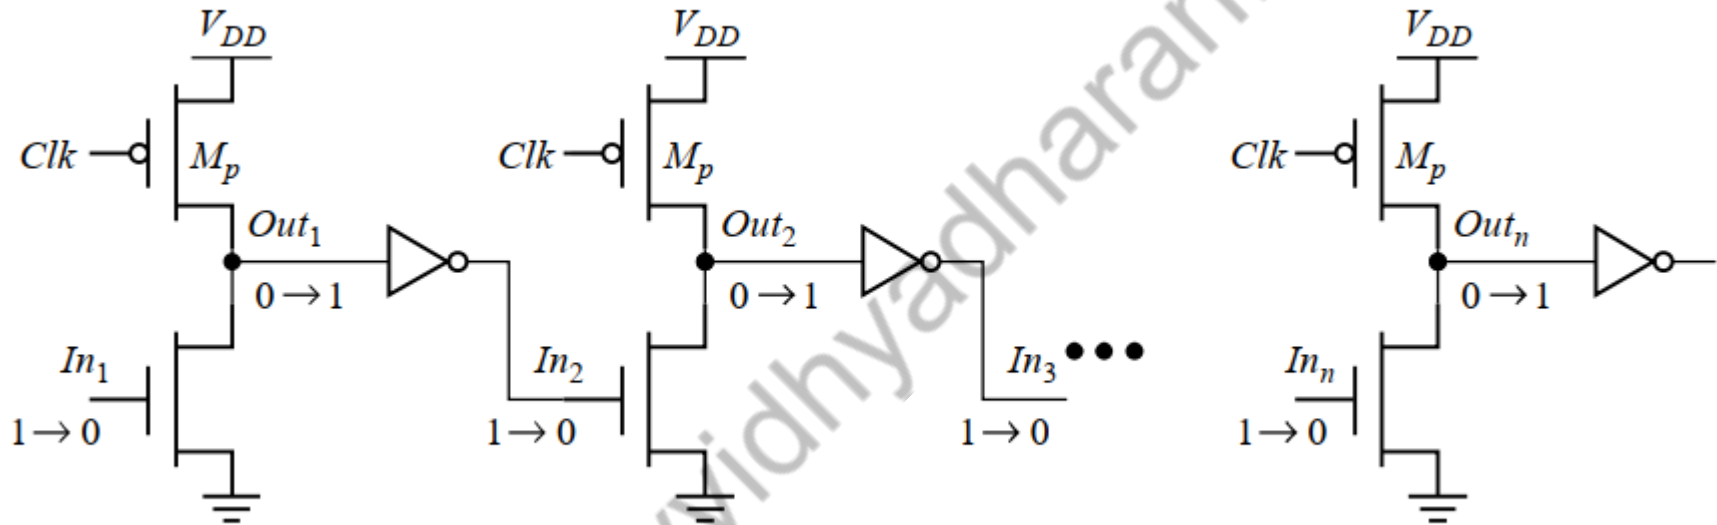 V_DD V_DD V_DD
Clk M_p Clk M_p Clk M_p
Out_1 Out_2 Out_n
0→1 0→1 0→1
In_1 In_2 In_3 In_n
1→0 1→0 1→0 1→0
vidhyadharan